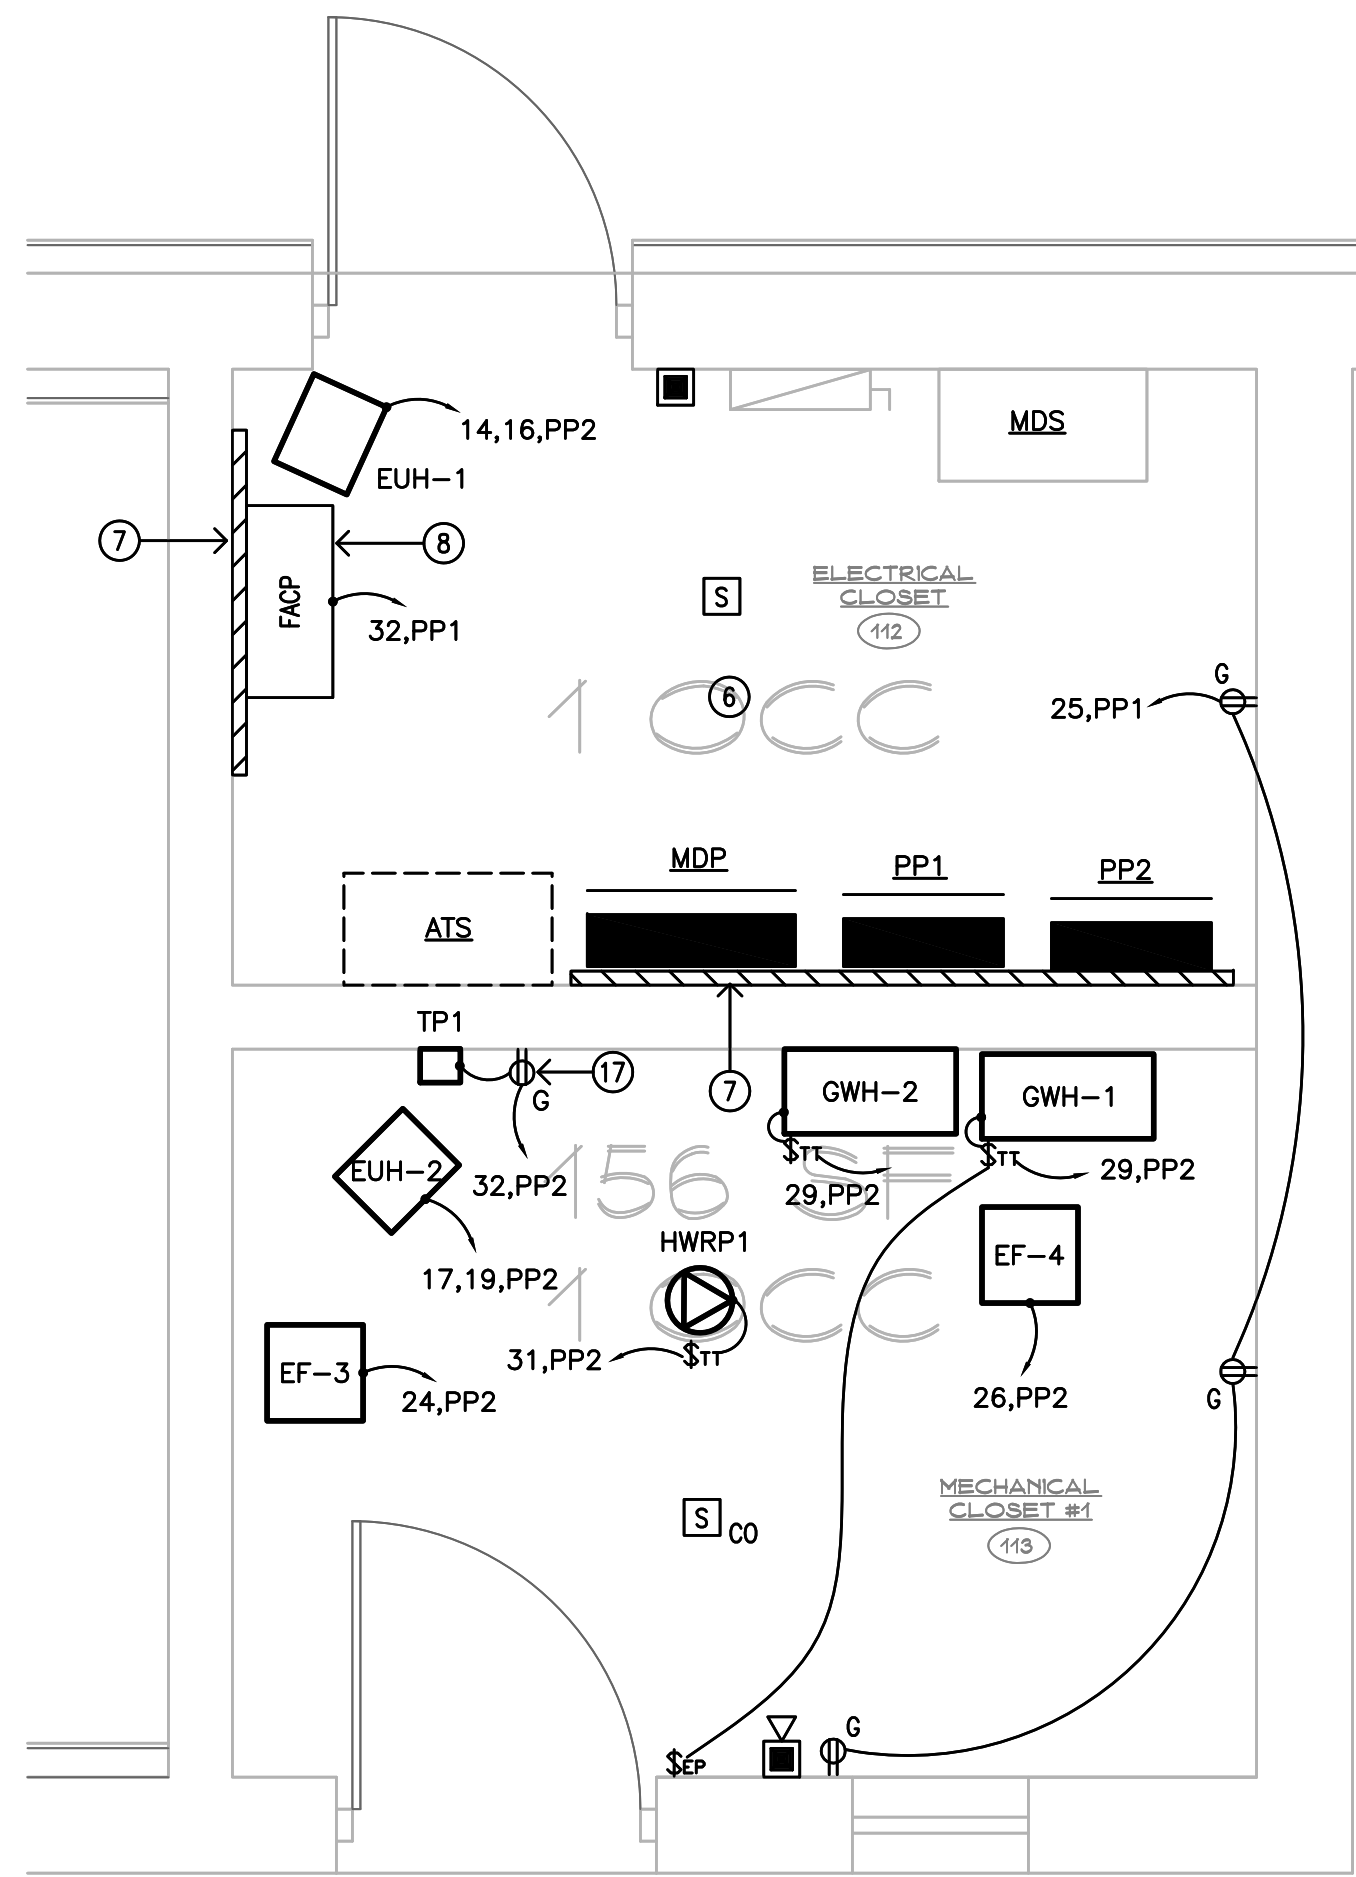 14,16,PP2
EUH-1
MDS
7
8
FACP
32,PP1
S
ELECTRICAL
CLOSET
112
6
1 OCC
G
25,PP1
MDP
PP1
PP2
ATS
TP1
17
G
7
GWH-2
GWH-1
$TT
$TT
29,PP2
29,PP2
EUH-2
32,PP2
156 SF
HWRP1
EF-4
17,19,PP2
1 OCC
31,PP2
$TT
EF-3
24,PP2
26,PP2
G
MECHANICAL
CLOSET #1
113
S
CO
G
$EP